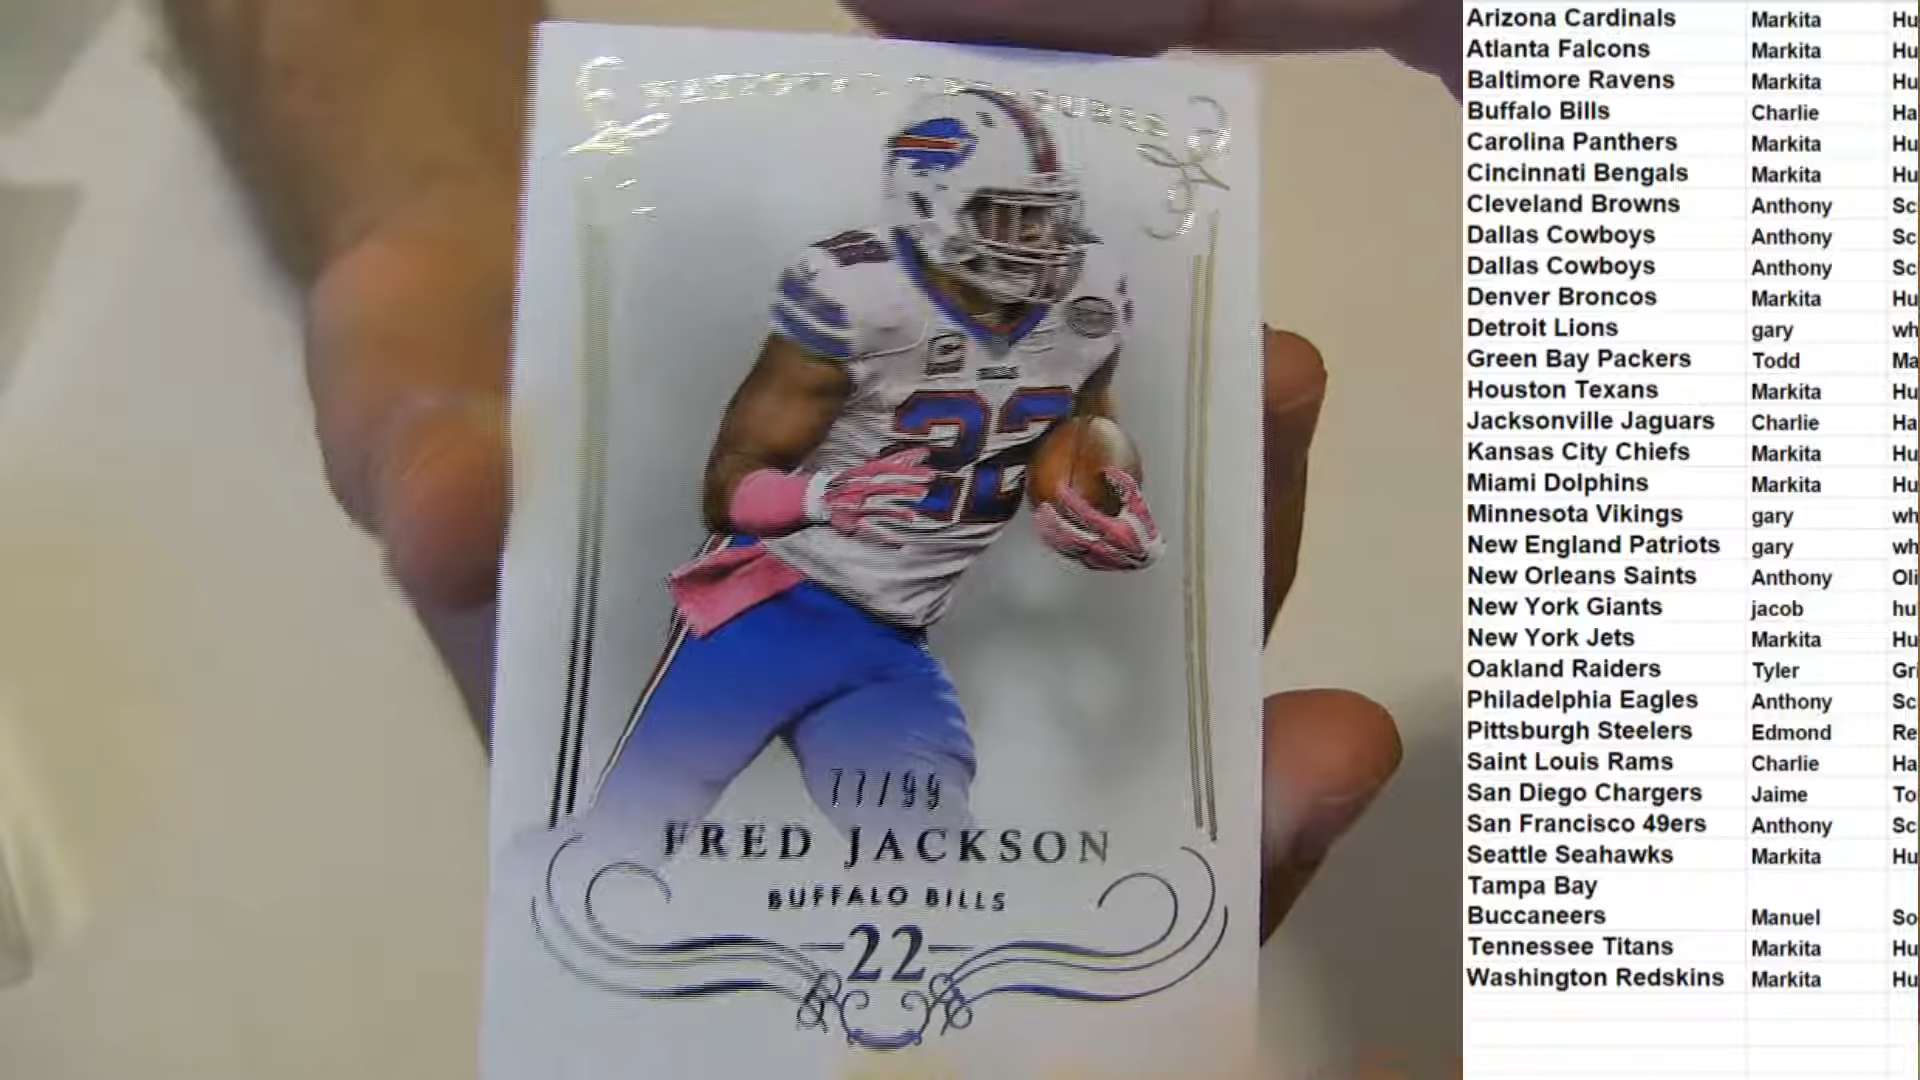 NATIONAL TREASURES
22
77/99
FRED JACKSON
BUFFALO BILLS
22
Arizona Cardinals Markita Hu
Atlanta Falcons Markita Hu
Baltimore Ravens Markita Hu
Buffalo Bills Charlie Ha
Carolina Panthers Markita Hu
Cincinnati Bengals Markita Hu
Cleveland Browns Anthony Sc
Dallas Cowboys Anthony Sc
Dallas Cowboys Anthony Sc
Denver Broncos Markita Hu
Detroit Lions gary wh
Green Bay Packers Todd Ma
Houston Texans Markita Hu
Jacksonville Jaguars Charlie Ha
Kansas City Chiefs Markita Hu
Miami Dolphins Markita Hu
Minnesota Vikings gary wh
New England Patriots gary wh
New Orleans Saints Anthony Oli
New York Giants jacob hu
New York Jets Markita Hu
Oakland Raiders Tyler Gri
Philadelphia Eagles Anthony Sc
Pittsburgh Steelers Edmond Re
Saint Louis Rams Charlie Ha
San Diego Chargers Jaime To
San Francisco 49ers Anthony Sc
Seattle Seahawks Markita Hu
Tampa Bay
Buccaneers Manuel So
Tennessee Titans Markita Hu
Washington Redskins Markita Hu